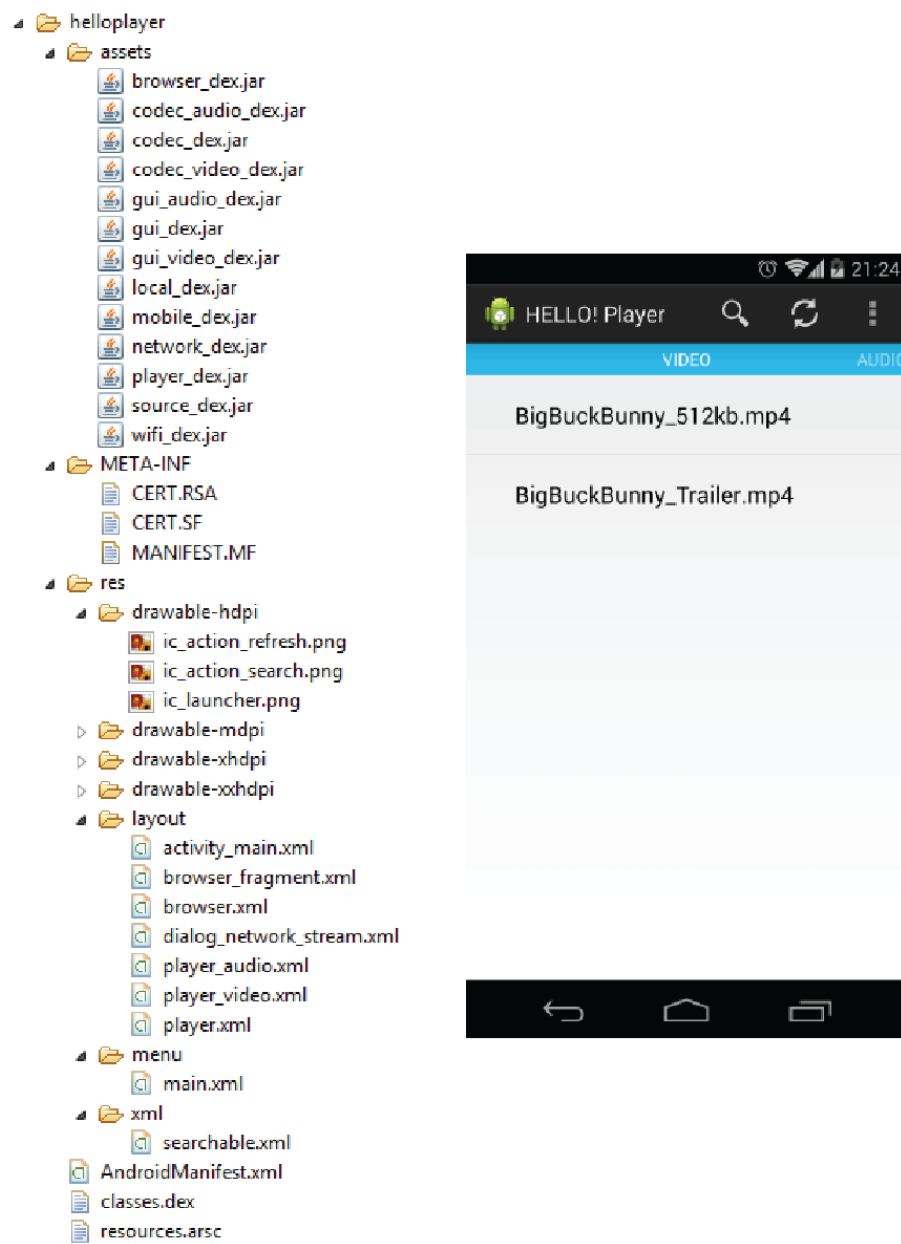 helloplayer
assets
browser_dex.jar
codec_audio_dex.jar
codec_dex.jar
codec_video_dex.jar
gui_audio_dex.jar
gui_dex.jar
gui_video_dex.jar
local_dex.jar
mobile_dex.jar
network_dex.jar
player_dex.jar
source_dex.jar
wifi_dex.jar
META-INF
CERT.RSA
CERT.SF
MANIFEST.MF
res
drawable-hdpi
ic_action_refresh.png
ic_action_search.png
ic_launcher.png
drawable-mdpi
drawable-xhdpi
drawable-xxhdpi
layout
activity_main.xml
browser_fragment.xml
browser.xml
dialog_network_stream.xml
player_audio.xml
player_video.xml
player.xml
menu
main.xml
xml
searchable.xml
AndroidManifest.xml
classes.dex
resources.arsc
21:24
HELLO! Player
VIDEO AUDIO
BigBuckBunny_512kb.mp4
BigBuckBunny_Trailer.mp4